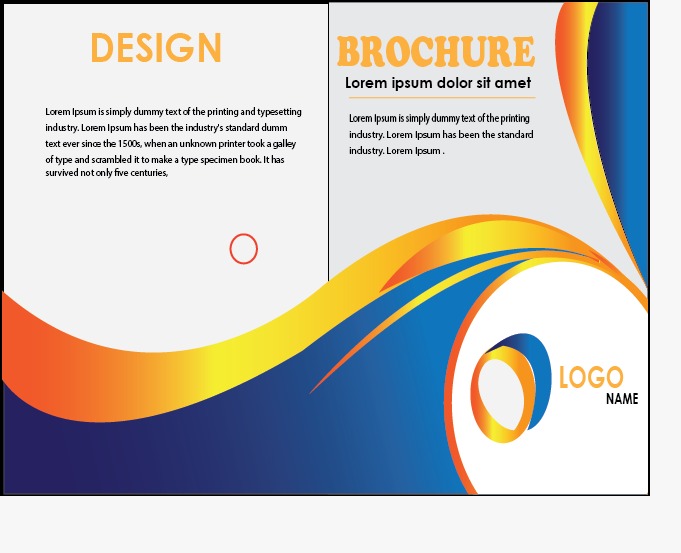 DESIGN
Lorem Ipsum is simply dummy text of the printing and typesetting
industry. Lorem Ipsum has been the industry's standard dumm
text ever since the 1500s, when an unknown printer took a galley
of type and scrambled it to make a type specimen book. It has
survived not only five centuries,
BROCHURE
Lorem ipsum dolor sit amet
Lorem Ipsum is simply dummy text of the printing
industry. Lorem Ipsum has been the standard
industry. Lorem Ipsum .
LOGO
NAME